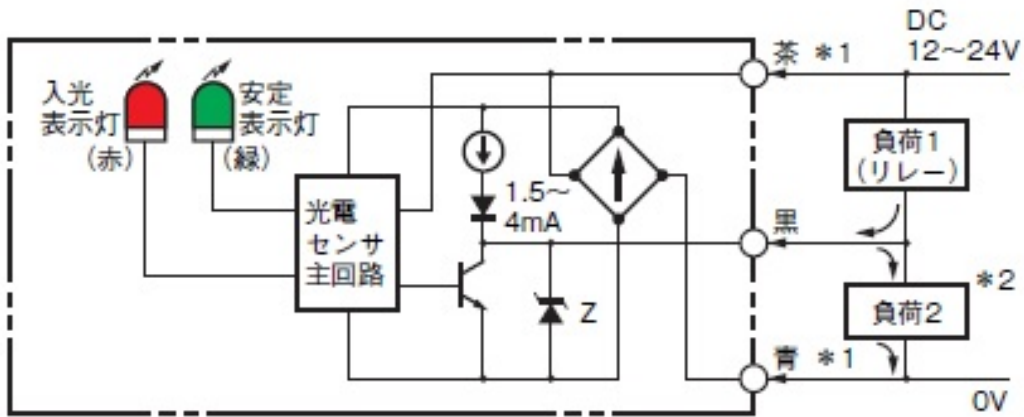 DC
12～24V
茶 *1
入光
表示灯
(赤)
安定
表示灯
(緑)
負荷1
(リレー)
1.5～
4mA
光電
センサ
主回路
黒
*2
負荷2
Z
青 *1
0V